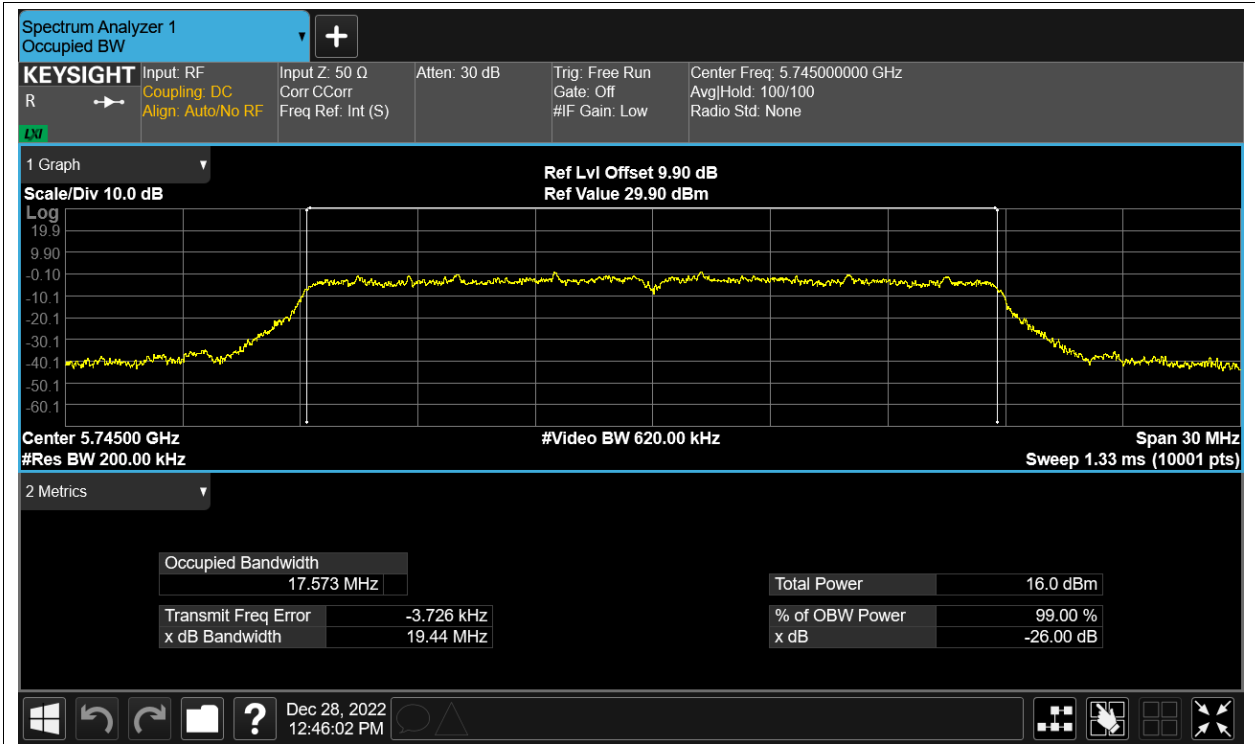 Spectrum Analyzer 1
Occupied BW
KEYSIGHT
R
LXI
Input: RF
Coupling: DC
Align: Auto/No RF
Input Z: 50 Ω
Corr CCorr
Freq Ref: Int (S)
Atten: 30 dB
Trig: Free Run
Gate: Off
#IF Gain: Low
Center Freq: 5.745000000 GHz
Avg|Hold: 100/100
Radio Std: None
1 Graph
Scale/Div 10.0 dB
Ref Lvl Offset 9.90 dB
Ref Value 29.90 dBm
Log
19.9
9.90
-0.10
-10.1
-20.1
-30.1
-40.1
-50.1
-60.1
Center 5.74500 GHz
#Res BW 200.00 kHz
#Video BW 620.00 kHz
Span 30 MHz
Sweep 1.33 ms (10001 pts)
2 Metrics
Occupied Bandwidth
17.573 MHz
Transmit Freq Error -3.726 kHz
x dB Bandwidth 19.44 MHz
Total Power 16.0 dBm
% of OBW Power 99.00 %
x dB -26.00 dB
?
Dec 28, 2022
12:46:02 PM